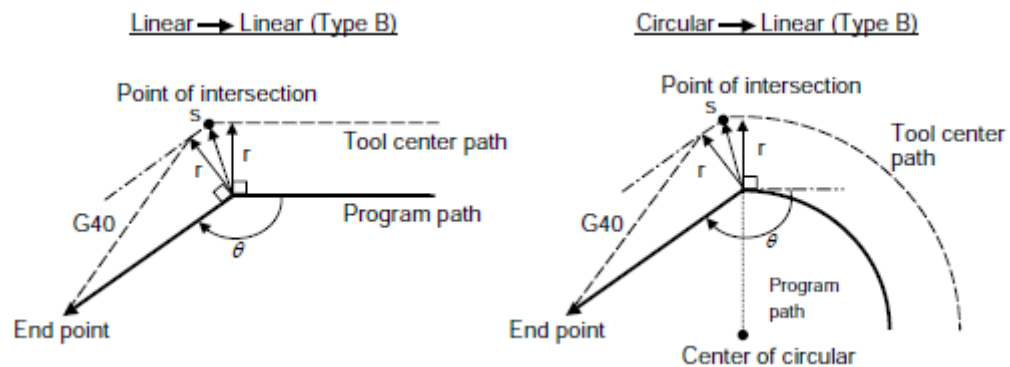 Linear → Linear (Type B)
Point of intersection
s
Tool center path
r
r
Program path
G40
θ
End point
Circular → Linear (Type B)
Point of intersection
s
Tool center
path
r
r
G40
θ
Program
path
End point
Center of circular